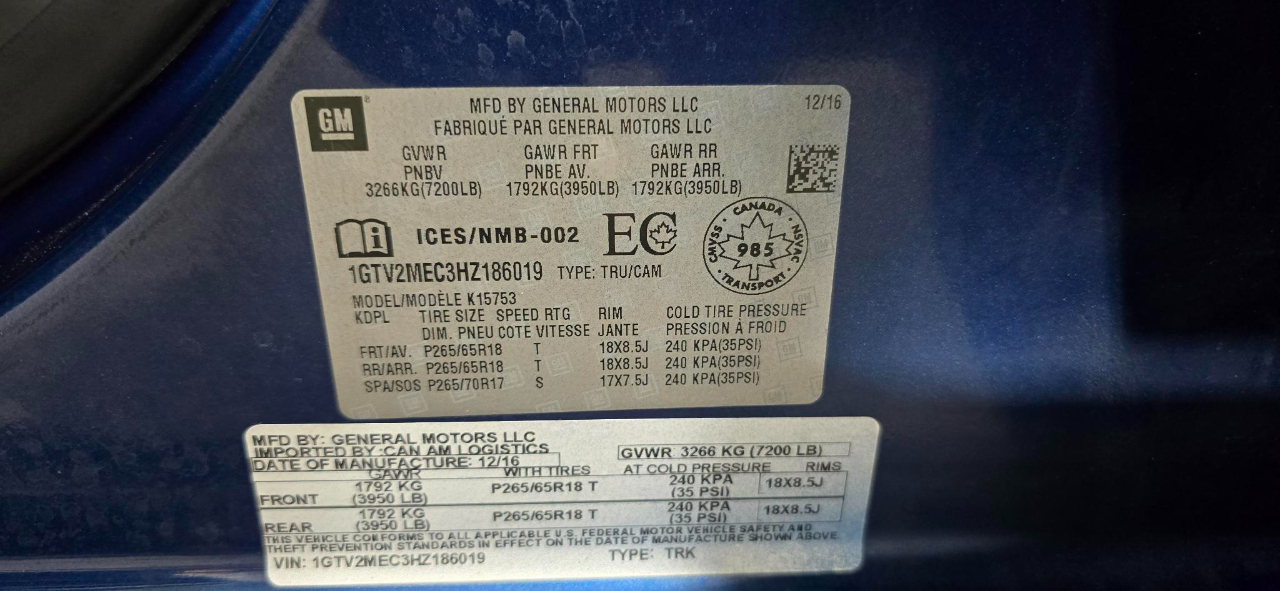 GM
MFD BY GENERAL MOTORS LLC 12/16
FABRIQUÉ PAR GENERAL MOTORS LLC
GVWR GAWR FRT GAWR RR
PNBV PNBE AV. PNBE ARR.
3266KG(7200LB) 1792KG(3950LB) 1792KG(3950LB)
ICES/NMB-002 EC
CANADA
CMVSS 985 NSVAC
TRANSPORT
1GTV2MEC3HZ186019 TYPE: TRU/CAM
MODEL/MODÈLE K15753
KDPL TIRE SIZE SPEED RTG RIM COLD TIRE PRESSURE
DIM. PNEU COTE VITESSE JANTE PRESSION À FROID
FRT/AV. P265/65R18 T 18X8.5J 240 KPA(35PSI)
RR/ARR. P265/65R18 T 18X8.5J 240 KPA(35PSI)
SPA/SOS P265/70R17 S 17X7.5J 240 KPA(35PSI)
MFD BY: GENERAL MOTORS LLC
IMPORTED BY :CAN AM LOGISTICS GVWR 3266 KG (7200 LB)
DATE OF MANUFACTURE: 12/16
GAWR WITH TIRES AT COLD PRESSURE RIMS
FRONT 1792 KG (3950 LB) P265/65R18 T 240 KPA (35 PSI) 18X8.5J
REAR 1792 KG (3950 LB) P265/65R18 T 240 KPA (35 PSI) 18X8.5J
THIS VEHICLE CONFORMS TO ALL APPLICABLE U.S. FEDERAL MOTOR VEHICLE SAFETY AND
THEFT PREVENTION STANDARDS IN EFFECT ON THE DATE OF MANUFACTURE SHOWN ABOVE
VIN: 1GTV2MEC3HZ186019 TYPE: TRK